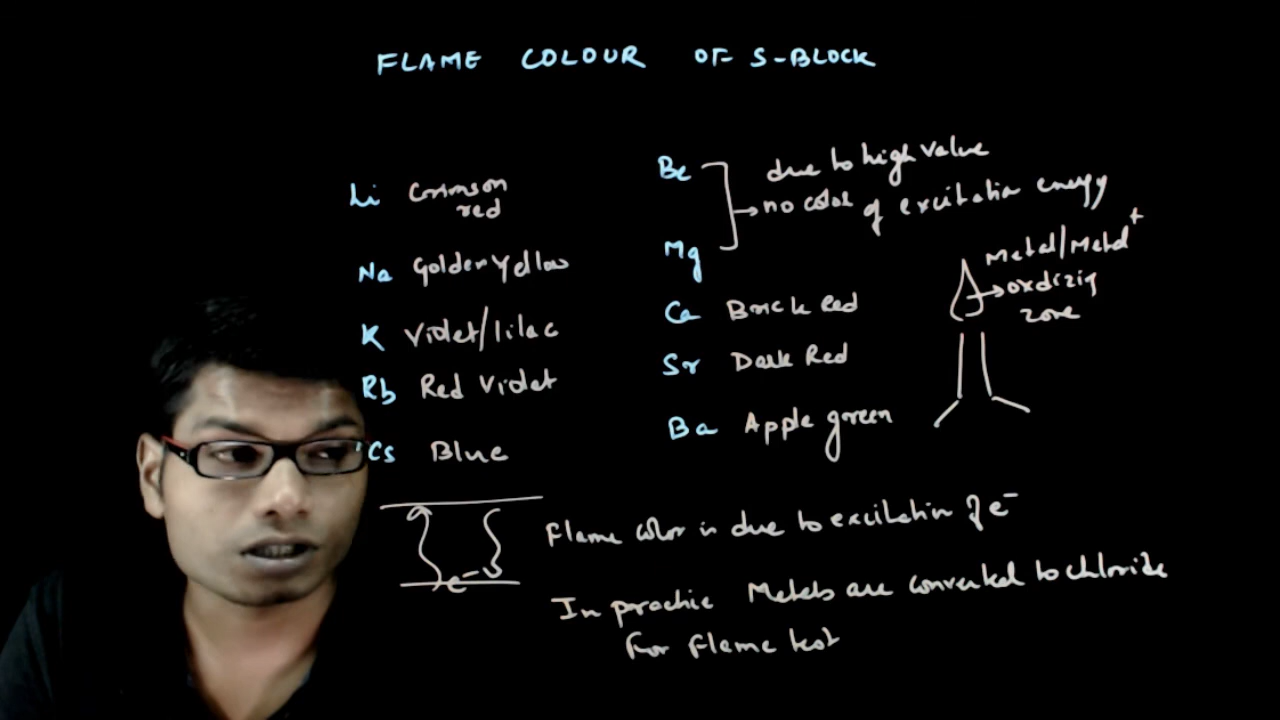 FLAME COLOUR OF S-BLOCK
Li Crimson
red
Na Golden Yellow
K Violet/lilac
Rb Red Violet
Cs Blue
Be
Mg
due to high value
no color of excitation energy
Ca Brick Red
Sr Dark Red
Ba Apple green
Metal/Metal+
oxdizig
zone
e-
Flame color is due to excitation of e-
In practic Metals are converted to chloride
For flame test